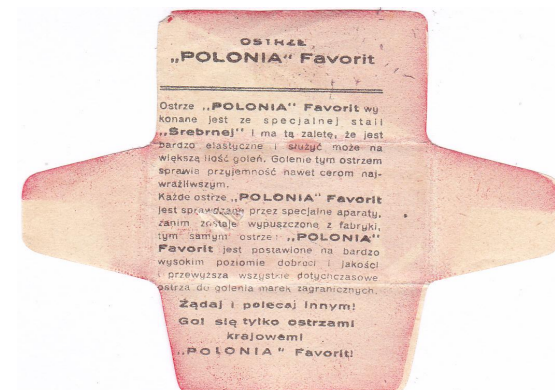 OSTRZE
„POLONIA“ Favorit
Ostrze „POLONIA“ Favorit wy
konane jest ze specjalnej stali
„Srebrnej“ i ma tą zaletę, że jest
bardzo elastyczne i służyć może na
większą ilość goleń. Golenie tym ostrzem
sprawia przyjemność nawet cerom naj-
wrażliwszym.
Każde ostrze „POLONIA“ Favorit
jest sprawdzane przez specjalne aparaty,
zanim zostaje wypuszczone z fabryki,
tym samym ostrze „POLONIA“
Favorit jest postawione na bardzo
wysokim poziomie dobroci i jakości
i przewyższa wszystkie dotychczasowe
ostrza do golenia marek zagranicznych.
Żądaj i polecaj innym!
Gol się tylko ostrzami
krajowemi
„POLONIA“ Favorit!